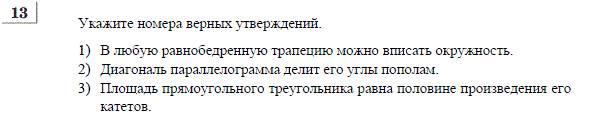 13
Укажите номера верных утверждений.
1) В любую равнобедренную трапецию можно вписать окружность.
2) Диагональ параллелограмма делит его углы пополам.
3) Площадь прямоугольного треугольника равна половине произведения его
катетов.